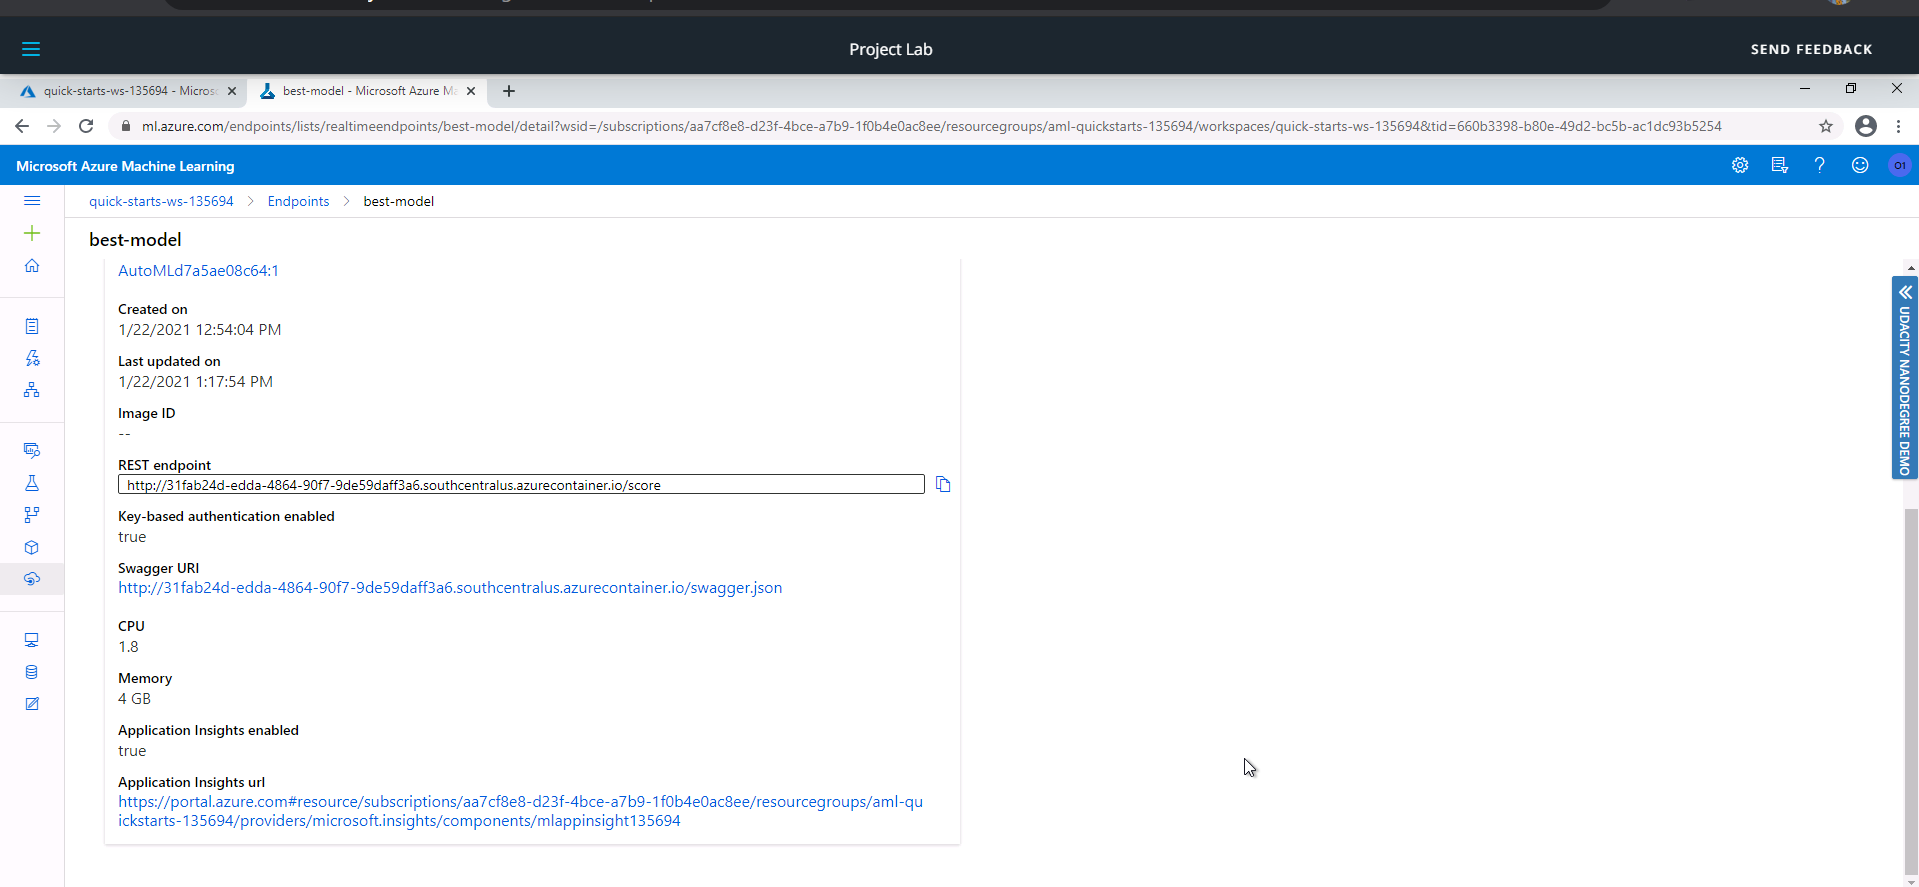 Project Lab
SEND FEEDBACK
quick-starts-ws-135694 - Micros
best-model - Microsoft Azure Ma
ml.azure.com/endpoints/lists/realtimeendpoints/best-model/detail?wsid=/subscriptions/aa7cf8e8-d23f-4bce-a7b9-1f0b4e0ac8ee/resourcegroups/aml-quickstarts-135694/workspaces/quick-starts-ws-135694&tid=660b3398-b80e-49d2-bc5b-ac1dc93b5254
Microsoft Azure Machine Learning
O1
quick-starts-ws-135694 > Endpoints > best-model
best-model
AutoMLd7a5ae08c64:1
Created on
1/22/2021 12:54:04 PM
Last updated on
1/22/2021 1:17:54 PM
Image ID
--
REST endpoint
http://31fab24d-edda-4864-90f7-9de59daff3a6.southcentralus.azurecontainer.io/score
Key-based authentication enabled
true
Swagger URI
http://31fab24d-edda-4864-90f7-9de59daff3a6.southcentralus.azurecontainer.io/swagger.json
CPU
1.8
Memory
4 GB
Application Insights enabled
true
Application Insights url
https://portal.azure.com#resource/subscriptions/aa7cf8e8-d23f-4bce-a7b9-1f0b4e0ac8ee/resourcegroups/aml-qu
ickstarts-135694/providers/microsoft.insights/components/mlappinsight135694
UDACITY NANODEGREE DEMO